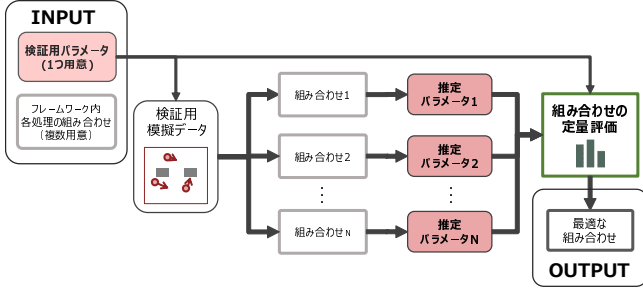 INPUT
検証用パラメータ
(1つ用意)
フレームワーク内
各処理の組み合わせ
(複数用意)
検証用
模擬データ
組み合わせ1
組み合わせ2
⋮
組み合わせN
推定
パラメータ1
推定
パラメータ2
⋮
推定
パラメータN
組み合わせの
定量評価
最適な
組み合わせ
OUTPUT